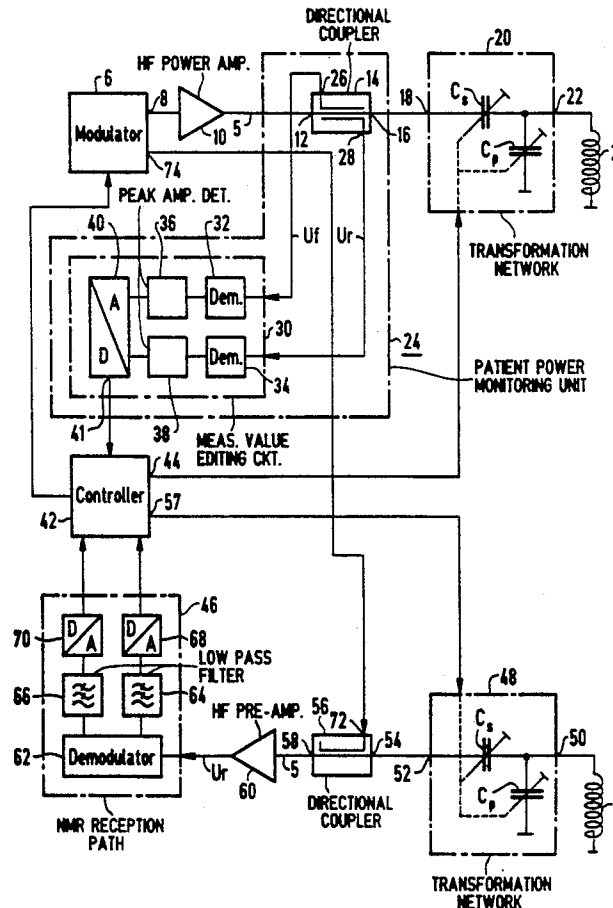 DIRECTIONAL
COUPLER
HF POWER AMP.
6
8
26
14
20
18
Cs
22
Modulator
10
5
12
16
28
Cp
74
PEAK AMP. DET.
40
36
32
Uf
Ur
TRANSFORMATION
NETWORK
A
D
Dem.
30
24
Dem.
34
PATIENT POWER
MONITORING UNIT
41
38
MEAS. VALUE
EDITING CKT.
44
Controller
57
42
46
D
A
D
A
70
68
LOW PASS
FILTER
48
66
64
HF PRE-AMP.
56
72
Cs
50
62
Demodulator
58
54
52
Ur
60
5
Cp
NMR RECEPTION
PATH
DIRECTIONAL
COUPLER
TRANSFORMATION
NETWORK